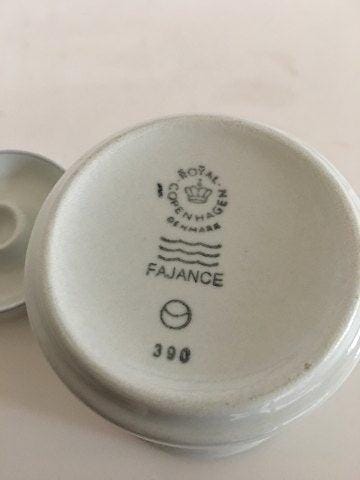 ROYAL
COPENHAGEN
DENMARK
FAJANCE
390